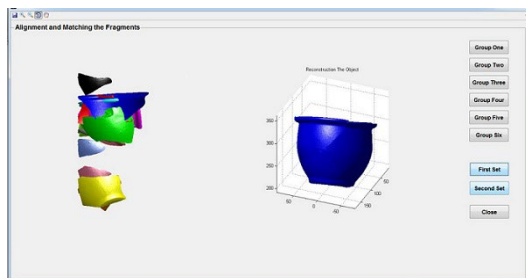 Alignment and Matching the Fragments
Reconstruction The Object
350
300
250
200
50
0
-50
50
100
150
Group One
Group Two
Group Three
Group Four
Group Five
Group Six
First Set
Second Set
Close